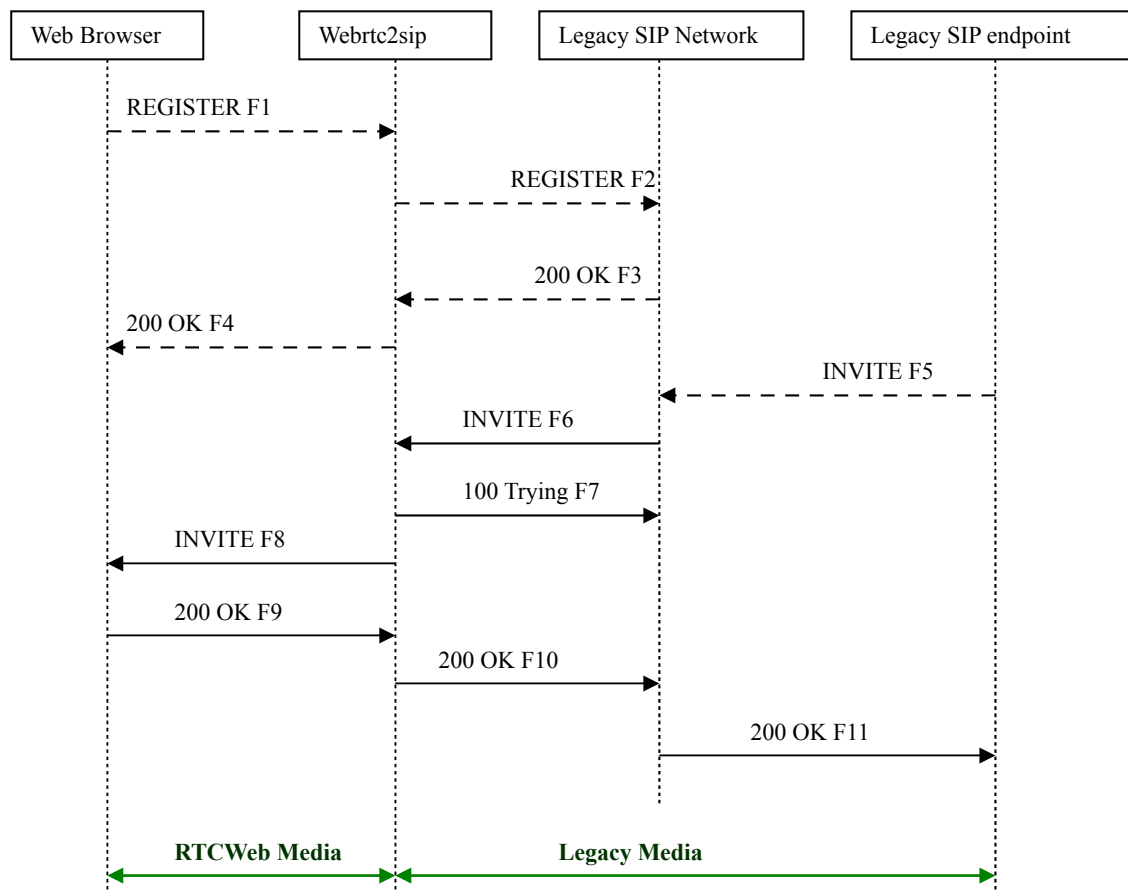 Web Browser
Webrtc2sip
Legacy SIP Network
Legacy SIP endpoint
REGISTER F1
REGISTER F2
200 OK F3
200 OK F4
INVITE F5
INVITE F6
100 Trying F7
INVITE F8
200 OK F9
200 OK F10
200 OK F11
RTCWeb Media
Legacy Media